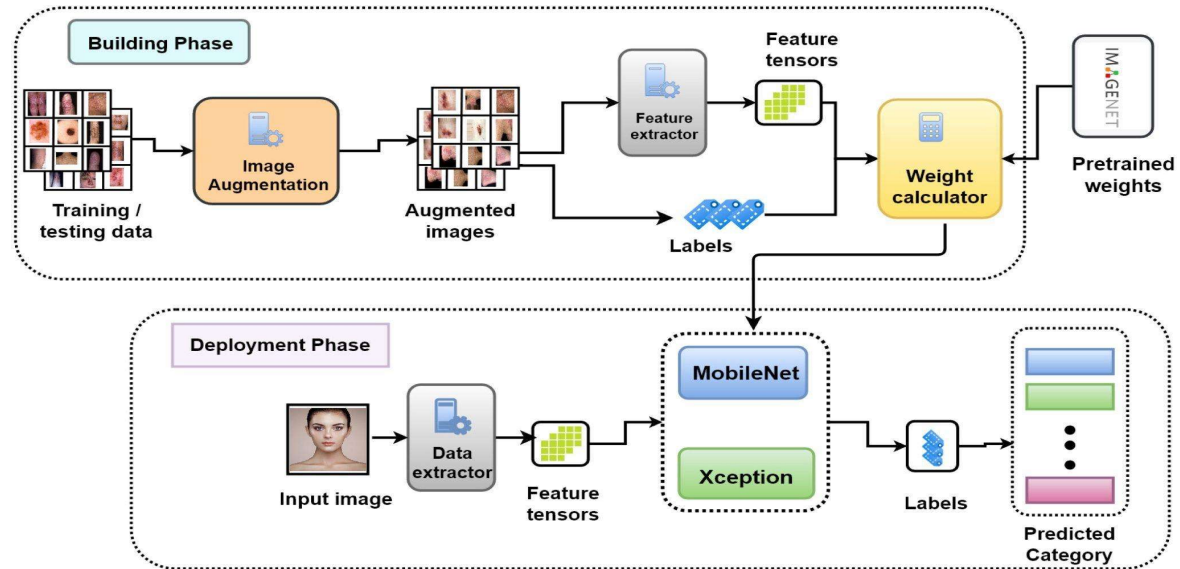 Building Phase
Training /
testing data
Image
Augmentation
Augmented
images
Feature
extractor
Feature
tensors
Labels
Weight
calculator
IMAGENET
Pretrained
weights
Deployment Phase
Input image
Data
extractor
Feature
tensors
MobileNet
Xception
Labels
Predicted
Category